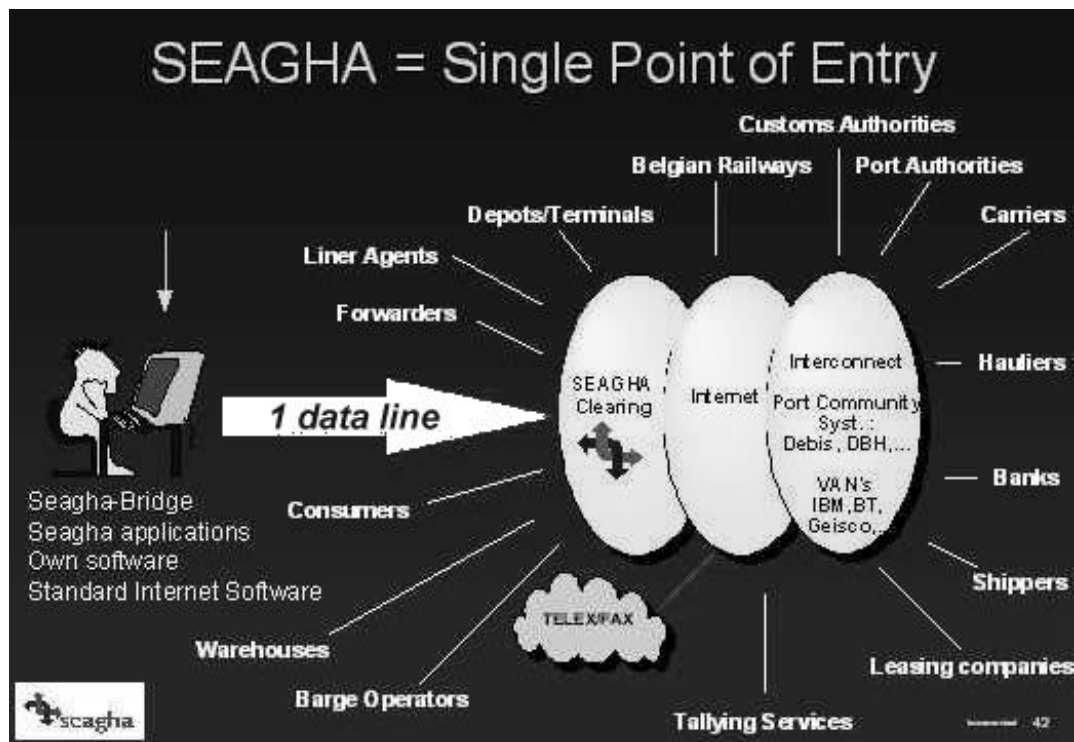 SEAGHA = Single Point of Entry
Customs Authorities
Belgian Railways
Port Authorities
Depots/Terminals
Carriers
Liner Agents
Forwarders
Interconnect
Hauliers
SEAGHA
Clearing
Internet
Port Community
Syst.:
Debis, DBH,...
1 data line
VAN's
IBM,BT,
Geisco,..
Banks
Seagha-Bridge
Seagha applications
Own software
Standard Internet Software
Consumers
Shippers
TELEX/FAX
Warehouses
Leasing companies
Barge Operators
Tallying Services
seagha
42